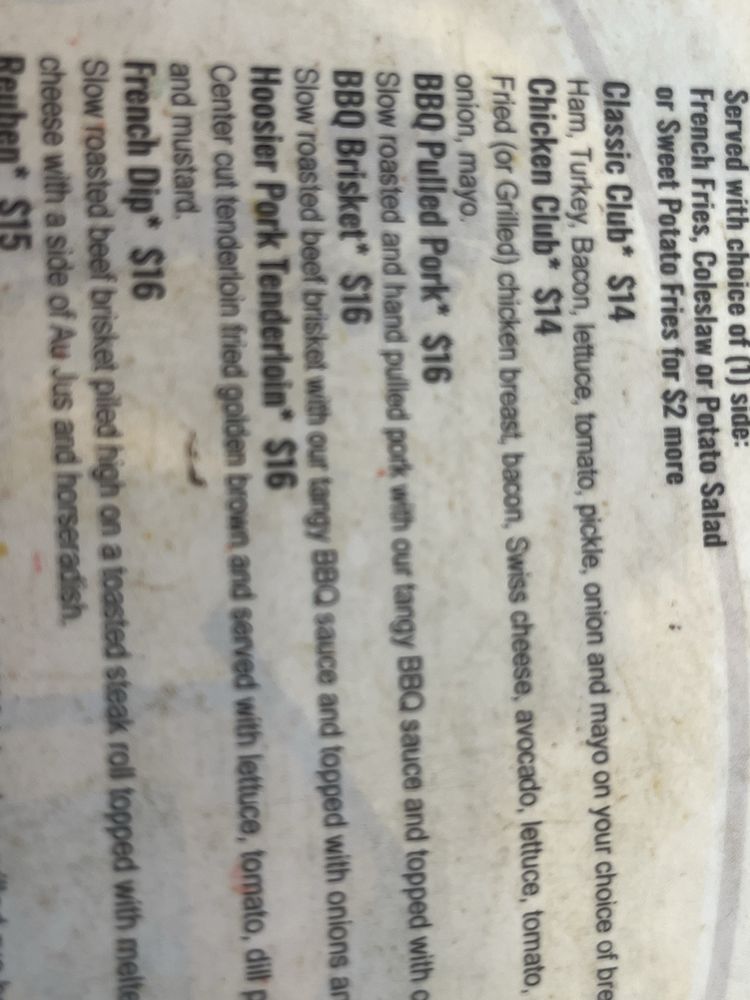 Served with choice of (1) side:
French Fries, Coleslaw or Potato Salad
or Sweet Potato Fries for $2 more
Classic Club* $14
Ham, Turkey, Bacon, lettuce, tomato, pickle, onion and mayo on your choice of bre
Chicken Club* $14
Fried (or Grilled) chicken breast, bacon, Swiss cheese, avocado, lettuce, tomato,
onion, mayo.
BBQ Pulled Pork* $16
Slow roasted and hand pulled pork with our tangy BBQ sauce and topped with c
BBQ Brisket* $16
Slow roasted beef brisket with our tangy BBQ sauce and topped with onions an
Hoosier Pork Tenderloin* $16
Center cut tenderloin fried golden brown and served with lettuce, tomato, dill p
and mustard.
French Dip* $16
Slow roasted beef brisket piled high on a toasted steak roll topped with melte
cheese with a side of Au Jus and horseradish.
Reuben* $15